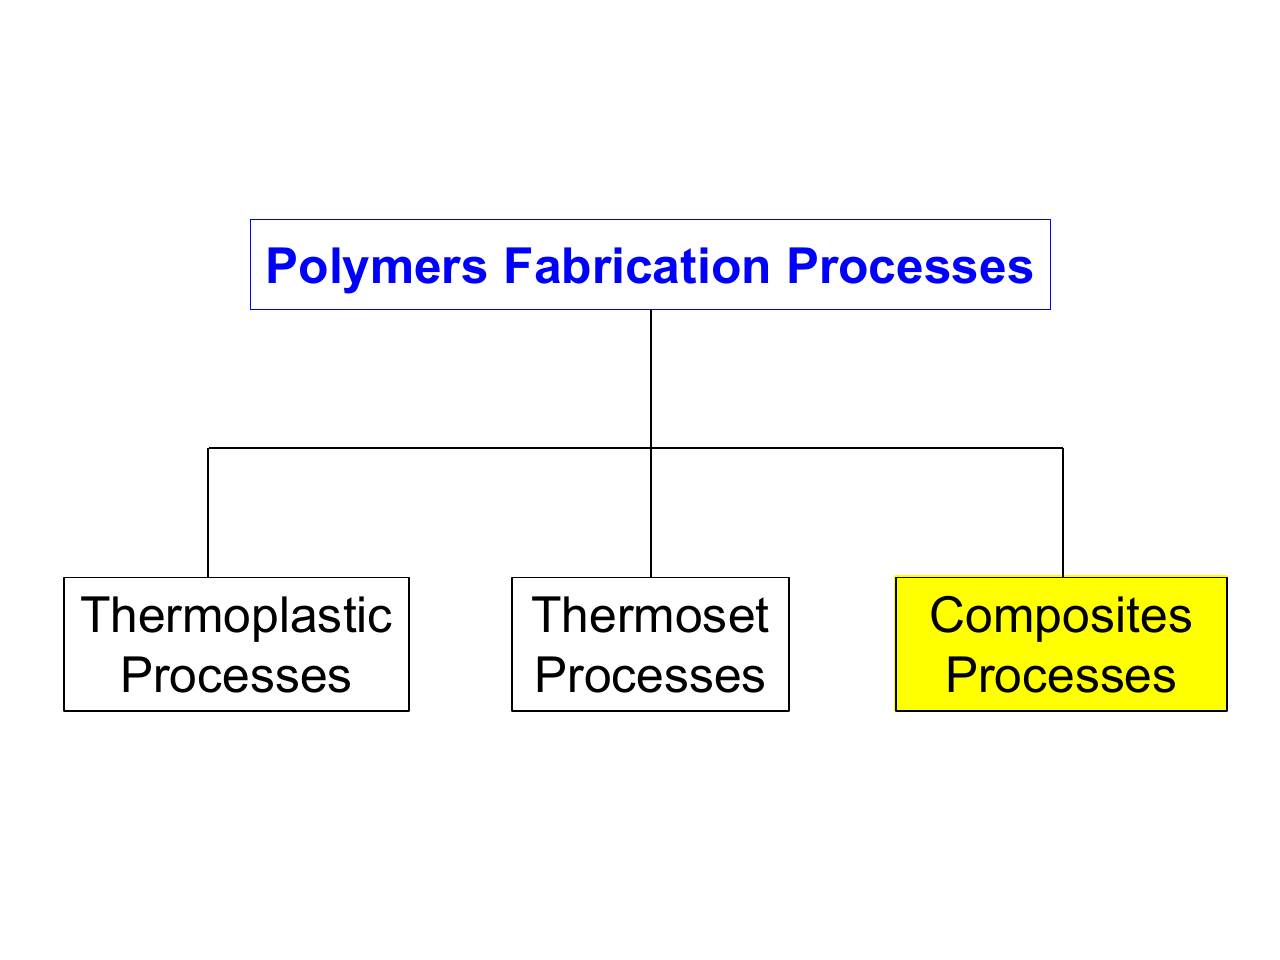 Polymers Fabrication Processes
Thermoplastic
Processes
Thermoset
Processes
Composites
Processes